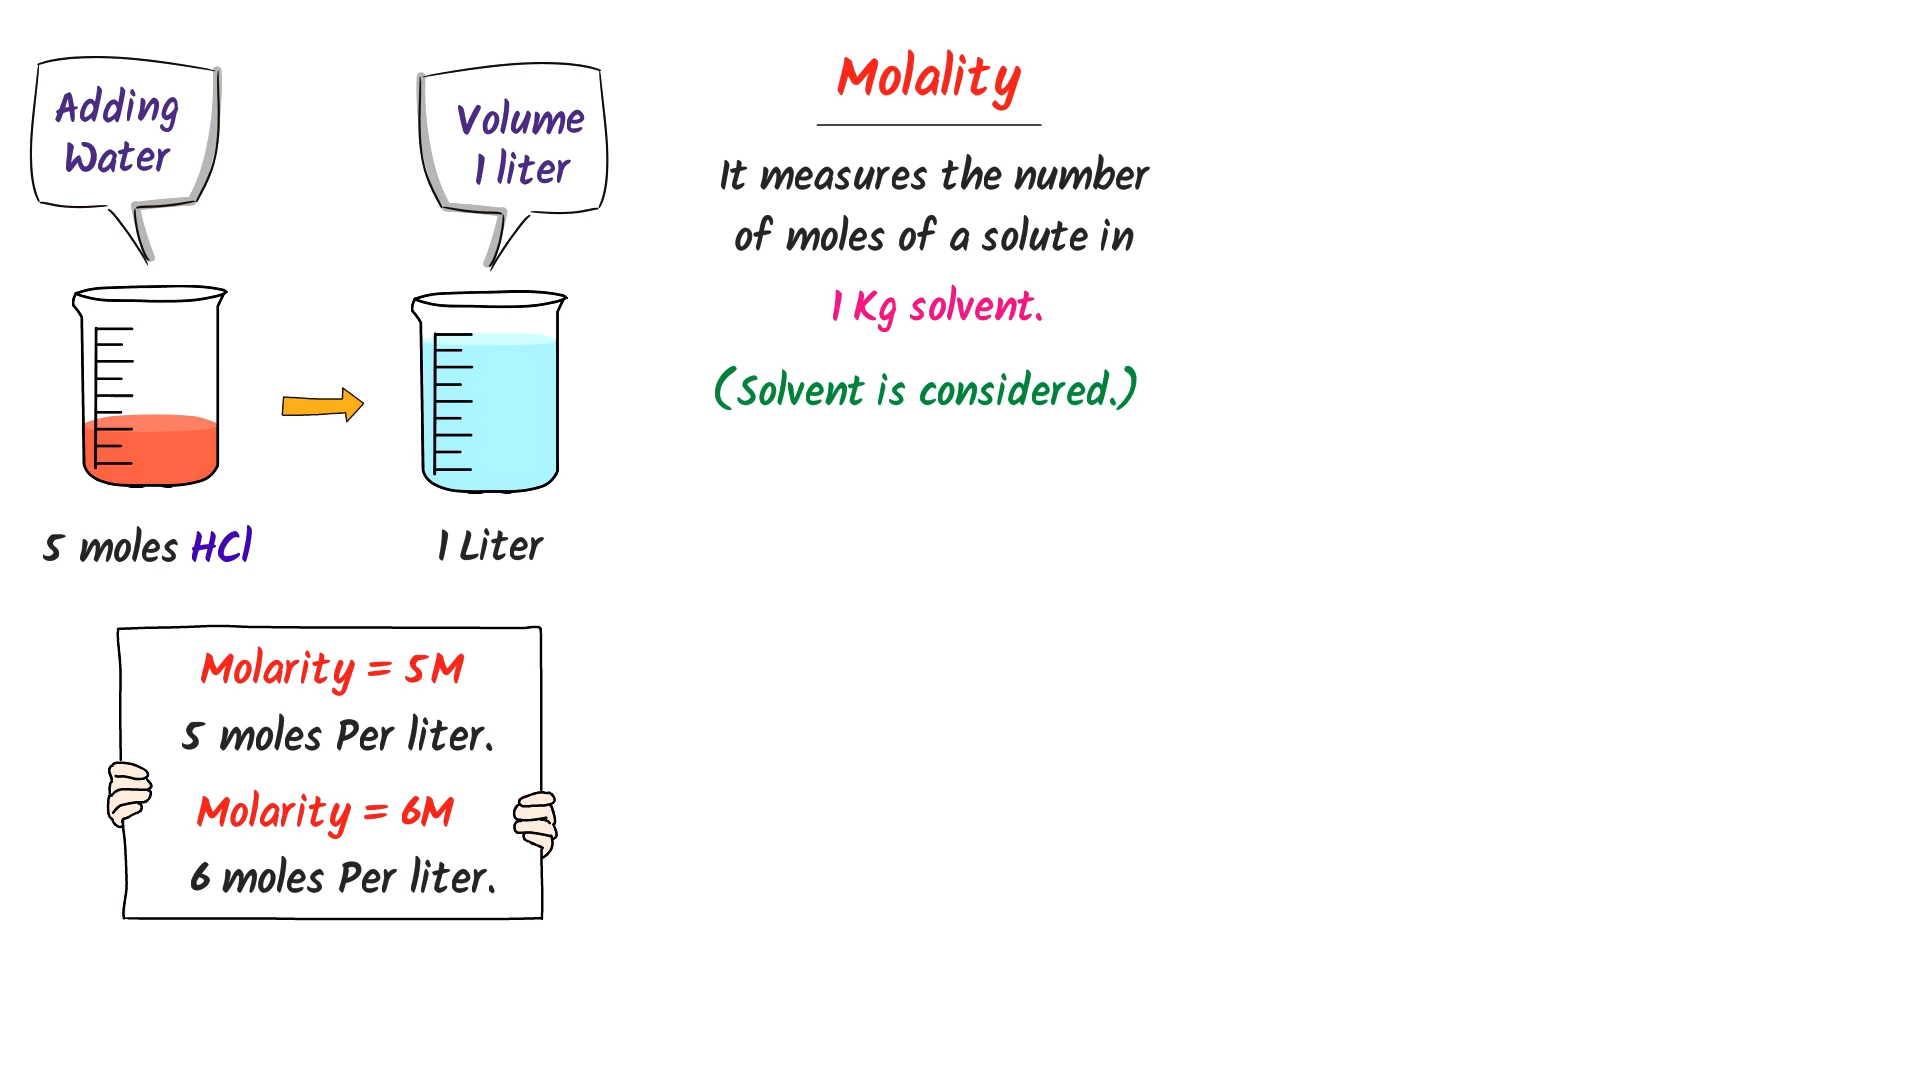 Adding
Water
Volume
1 liter
5 moles HCl
1 Liter
Molarity = 5M
5 moles Per liter.
Molarity = 6M
6 moles Per liter.
Molality
It measures the number
of moles of a solute in
1 Kg solvent.
(Solvent is considered.)